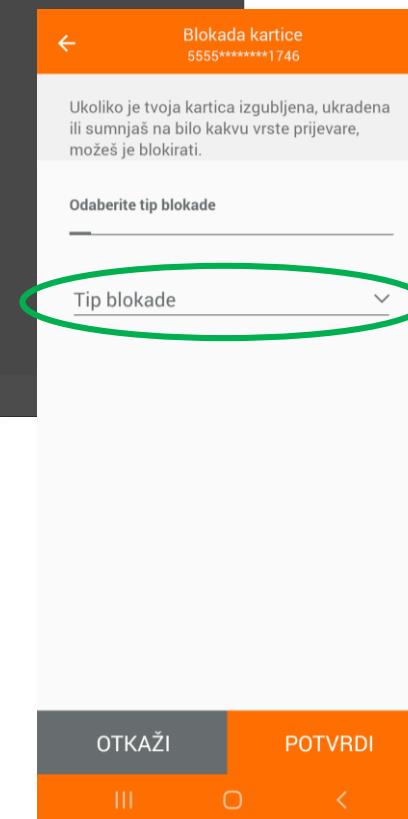 Blokada kartice
5555********1746
Ukoliko je tvoja kartica izgubljena, ukradena
ili sumnjaš na bilo kakvu vrste prijevare,
možeš je blokirati.
Odaberite tip blokade
Tip blokade
OTKAŽI POTVRDI